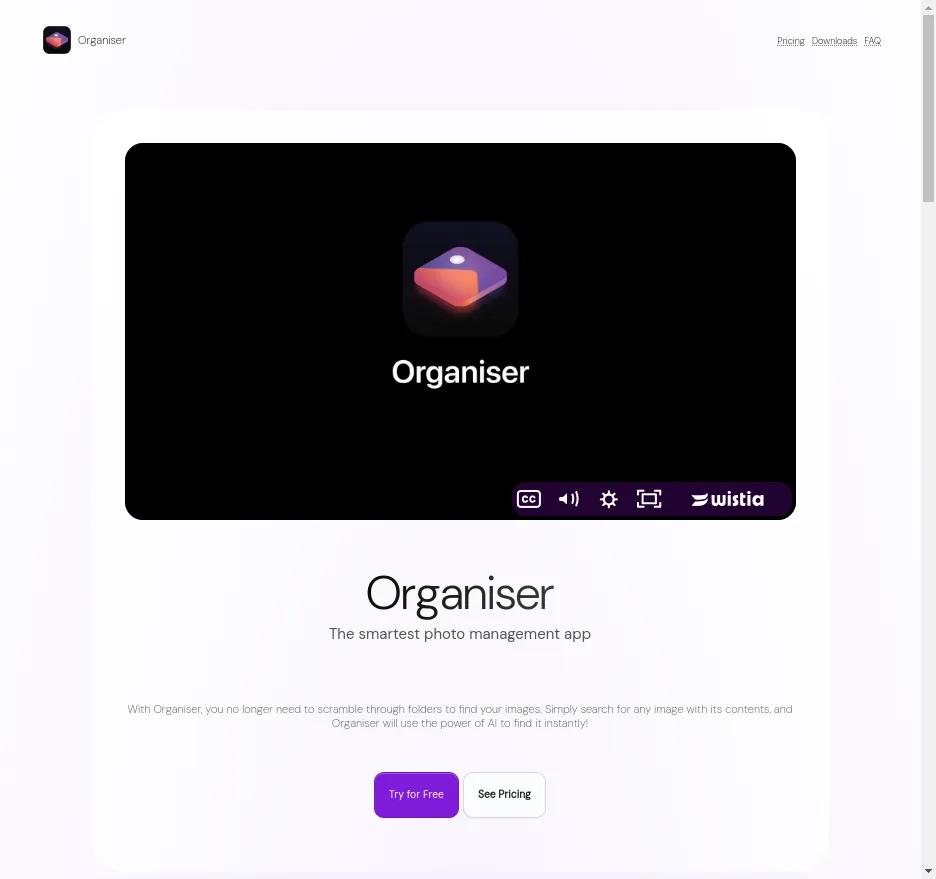 Organiser
Pricing Downloads FAQ
Organiser
CC
wistia
Organiser
The smartest photo management app
With Organiser, you no longer need to scramble through folders to find your images. Simply search for any image with its contents, and
Organiser will use the power of AI to find it instantly!
Try for Free
See Pricing